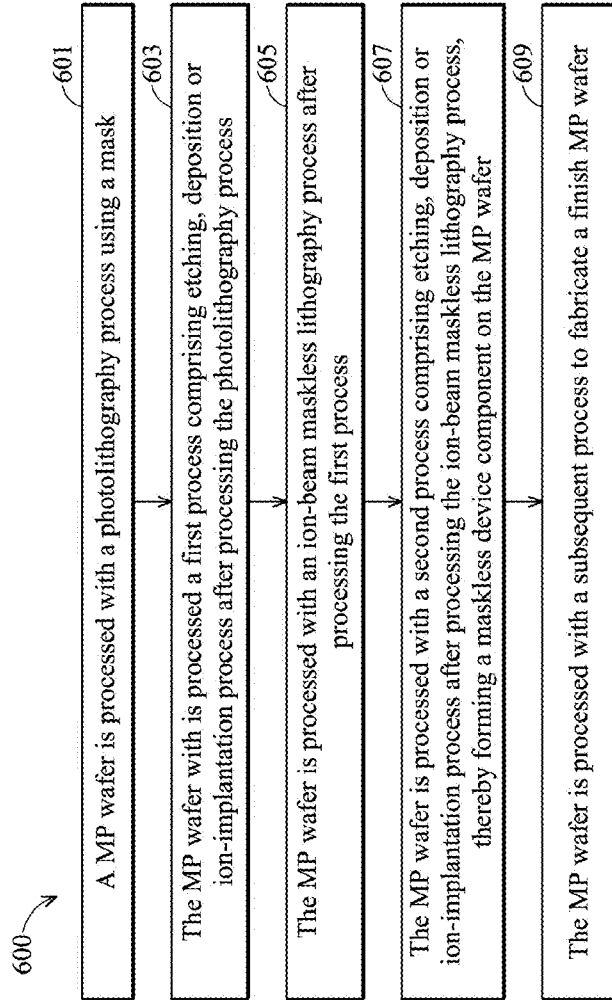 600
601
A MP wafer is processed with a photolithography process using a mask
603
The MP wafer with is processed a first process comprising etching, deposition or
ion-implantation process after processing the photolithography process
605
The MP wafer is processed with an ion-beam maskless lithography process after
processing the first process
607
The MP wafer is processed with a second process comprising etching, deposition or
ion-implantation process after processing the ion-beam maskless lithography process,
thereby forming a maskless device component on the MP wafer
609
The MP wafer is processed with a subsequent process to fabricate a finish MP wafer